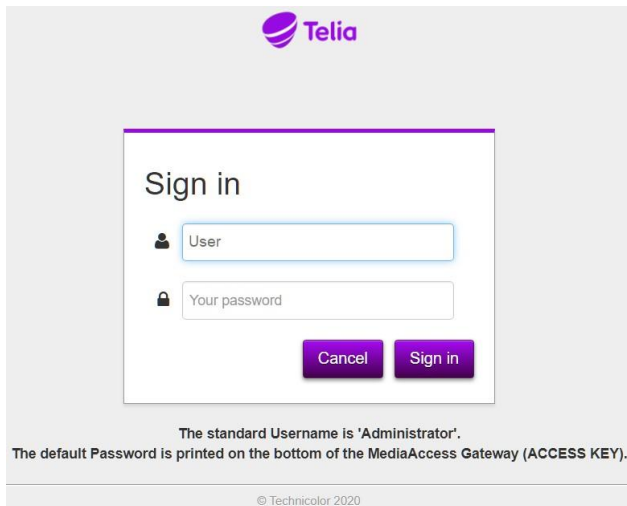 Telia
Sign in
User
Your password
Cancel Sign in
The standard Username is 'Administrator'.
The default Password is printed on the bottom of the MediaAccess Gateway (ACCESS KEY).
© Technicolor 2020